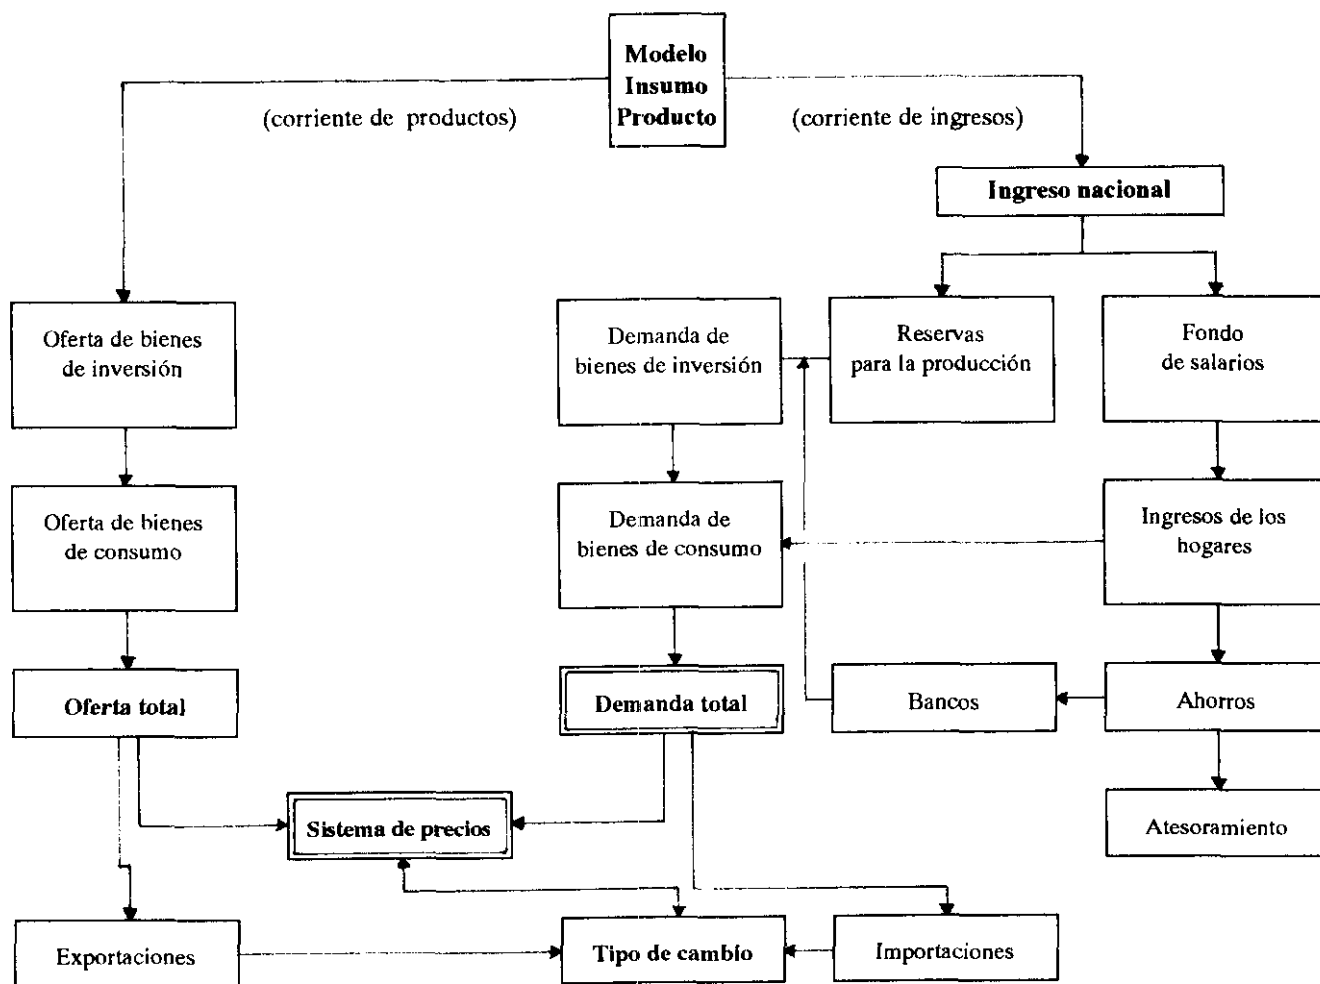 Modelo
Insumo
Producto
(corriente de productos)
(corriente de ingresos)
Ingreso nacional
Oferta de bienes
de inversión
Demanda de
bienes de inversión
Reservas
para la producción
Fondo
de salarios
Oferta de bienes
de consumo
Demanda de
bienes de consumo
Ingresos de los
hogares
Oferta total
Demanda total
Bancos
Ahorros
Sistema de precios
Atesoramiento
Exportaciones
Tipo de cambio
Importaciones